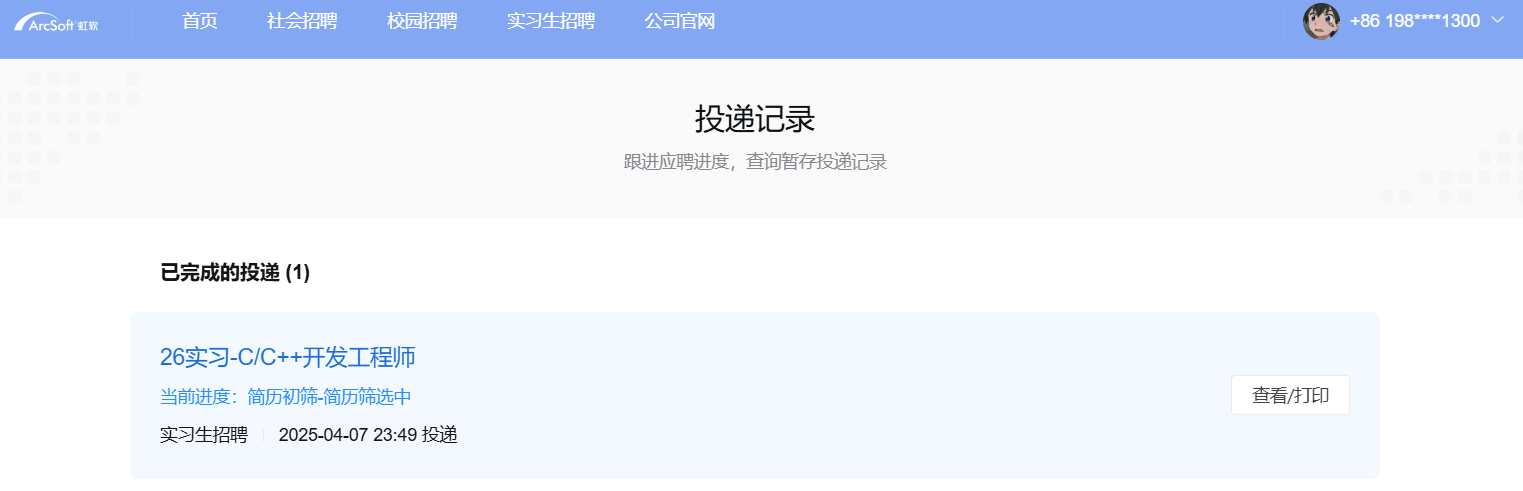 ArcSoft 虹软 首页 社会招聘 校园招聘 实习生招聘 公司官网 +86 198****1300
投递记录
跟进应聘进度，查询暂存投递记录
已完成的投递 (1)
26实习-C/C++开发工程师
当前进度：简历初筛-简历筛选中
查看/打印
实习生招聘 2025-04-07 23:49 投递